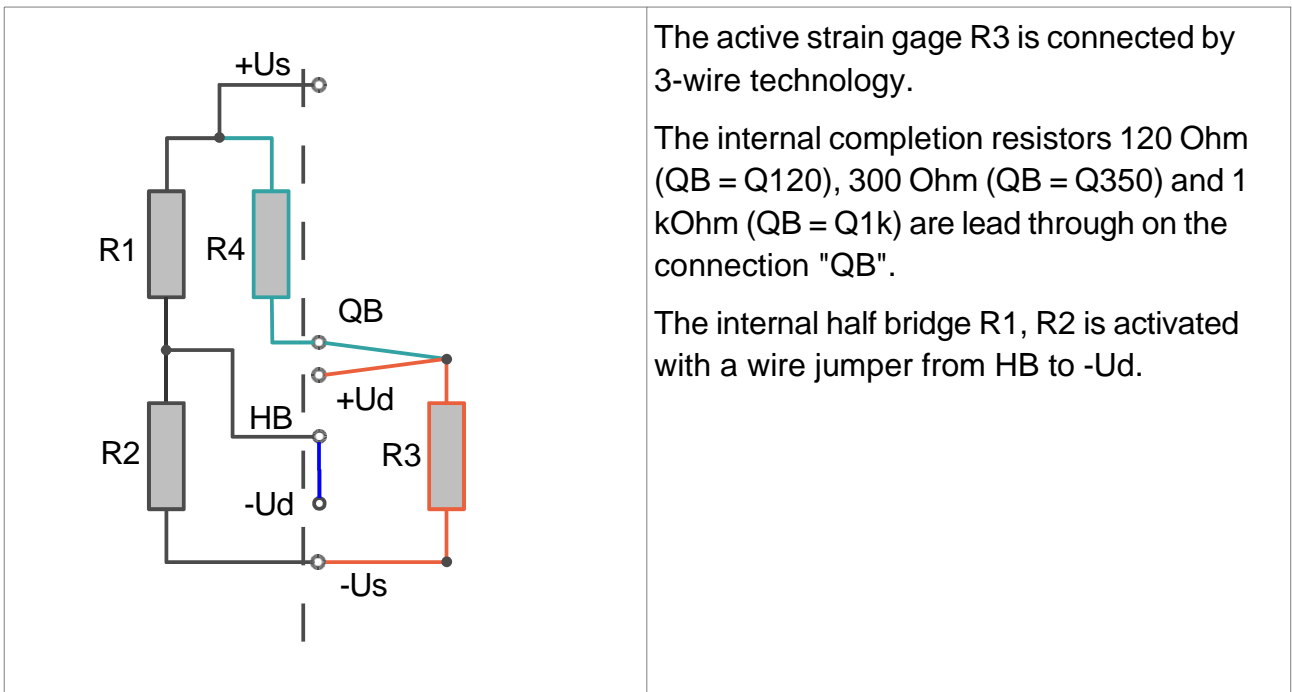 +Us
R1
R4
QB
+Ud
HB
R2
R3
-Ud
-Us
The active strain gage R3 is connected by
3-wire technology.
The internal completion resistors 120 Ohm
(QB = Q120), 300 Ohm (QB = Q350) and 1
kOhm (QB = Q1k) are lead through on the
connection "QB".
The internal half bridge R1, R2 is activated
with a wire jumper from HB to -Ud.